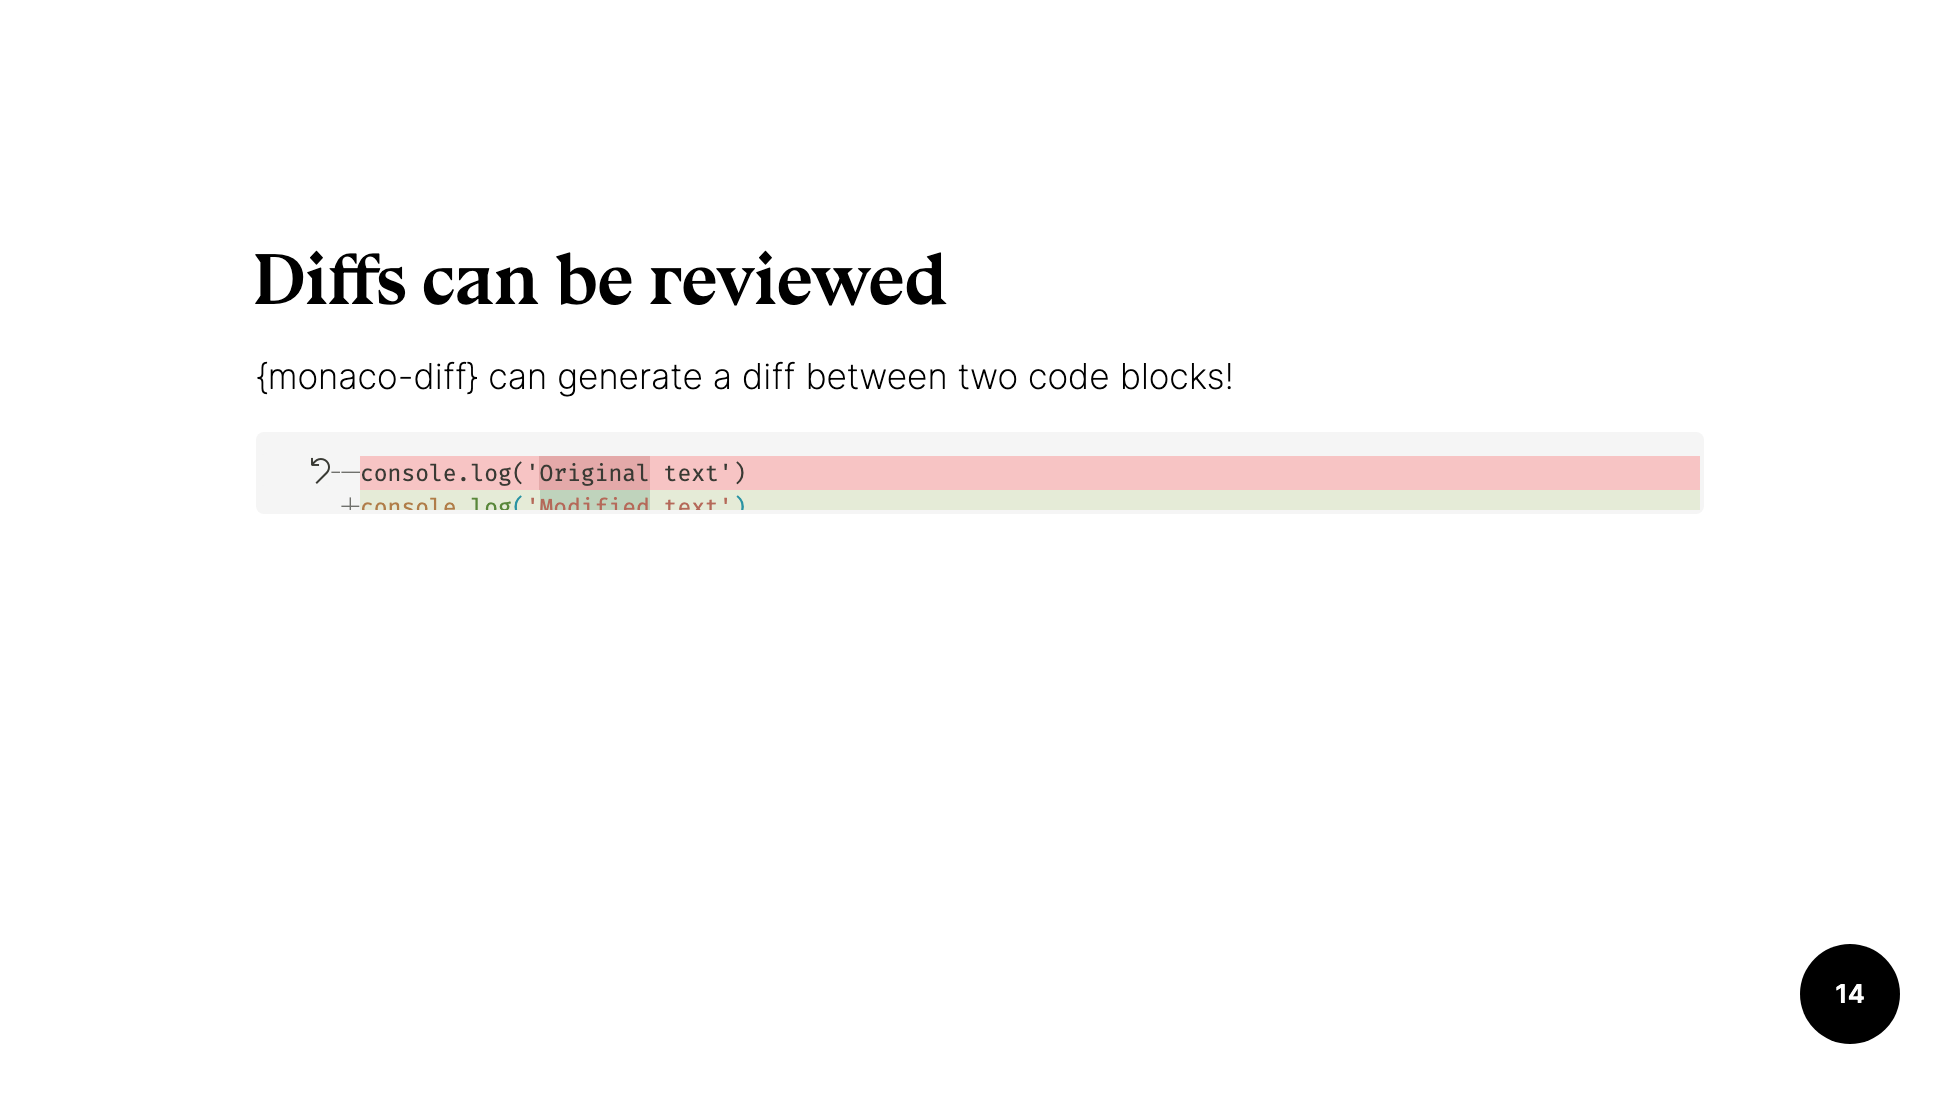 Diffs can be reviewed
{monaco-diff} can generate a diff between two code blocks!
console.log('Original text')
console.log('Modified text')
14